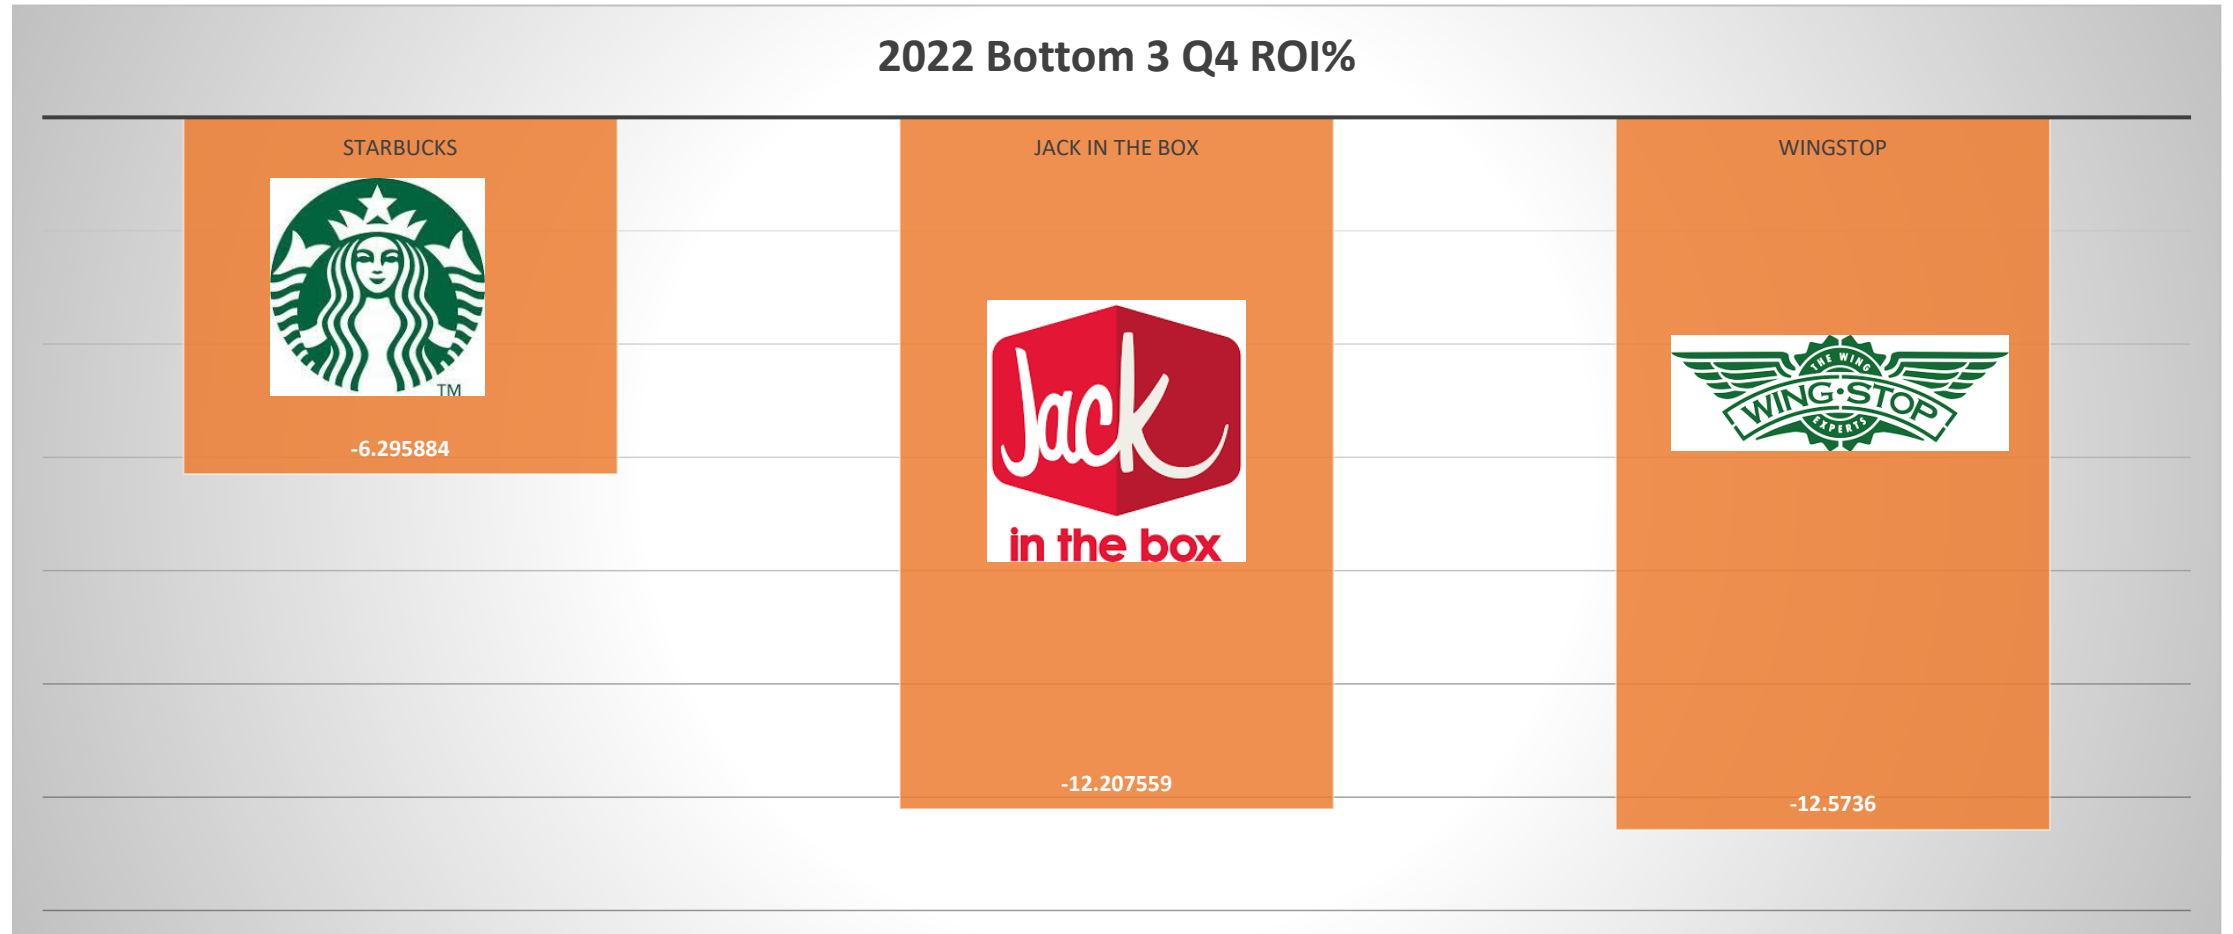 2022 Bottom 3 Q4 ROI%
STARBUCKS
JACK IN THE BOX
WINGSTOP
TM
Jack
in the box
THE WING
WING·STOP
EXPERTS
-6.295884
-12.207559
-12.5736